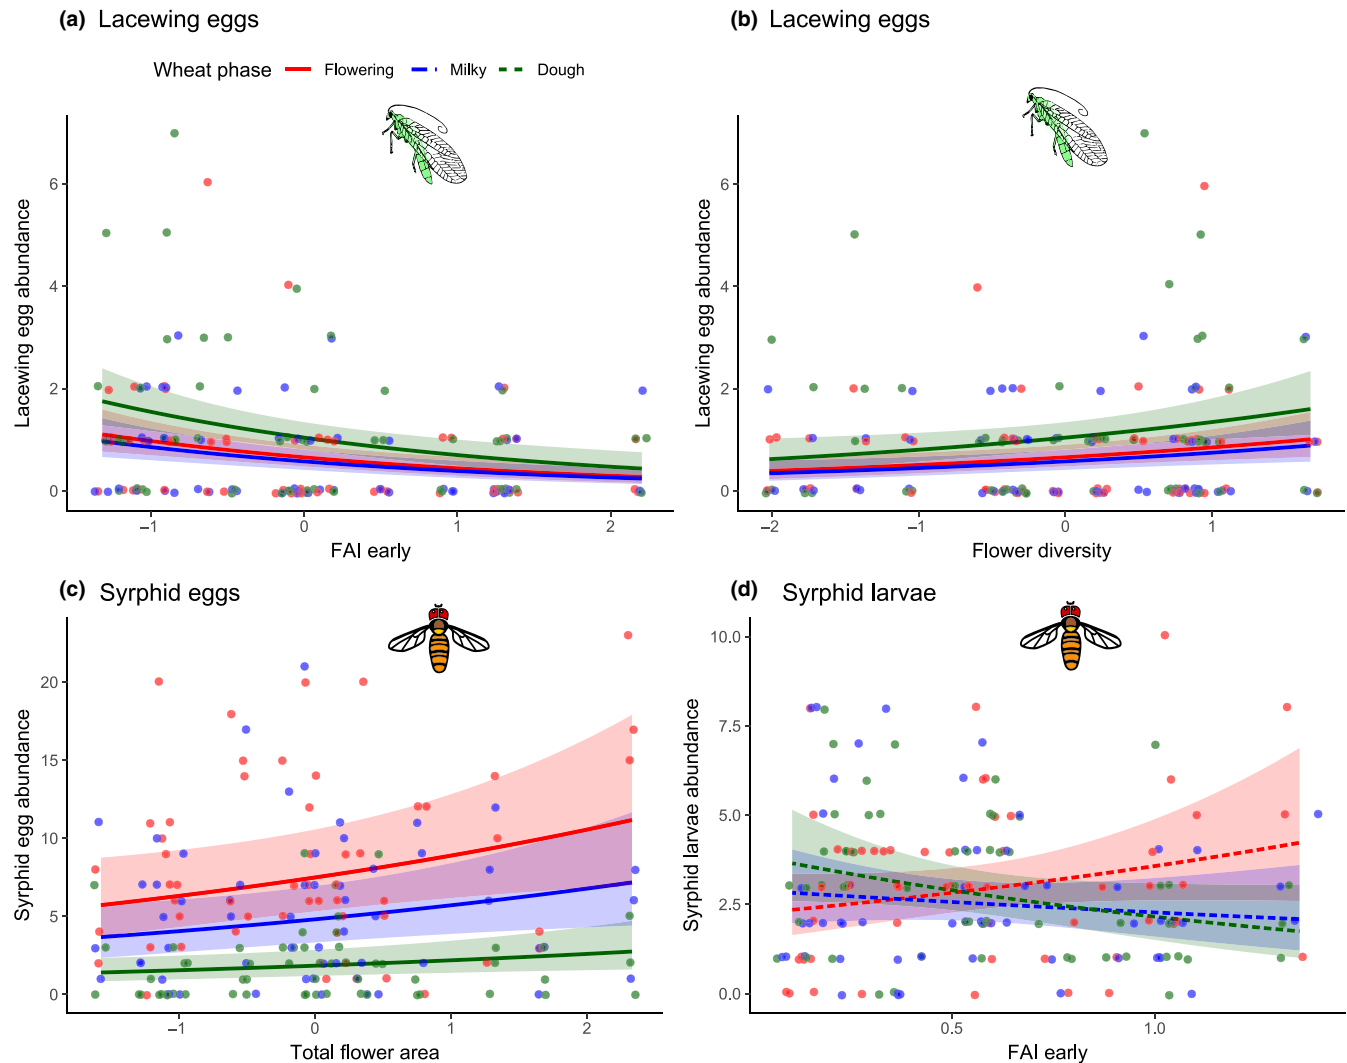 (a) Lacewing eggs
Wheat phase Flowering Milky Dough
Lacewing egg abundance
6
4
2
0
–1 0 1 2
FAI early
(b) Lacewing eggs
Lacewing egg abundance
6
4
2
0
–2 –1 0 1
Flower diversity
(c) Syrphid eggs
Syrphid egg abundance
20
15
10
5
0
–1 0 1 2
Total flower area
(d) Syrphid larvae
Syrphid larvae abundance
10.0
7.5
5.0
2.5
0.0
0.5 1.0
FAI early